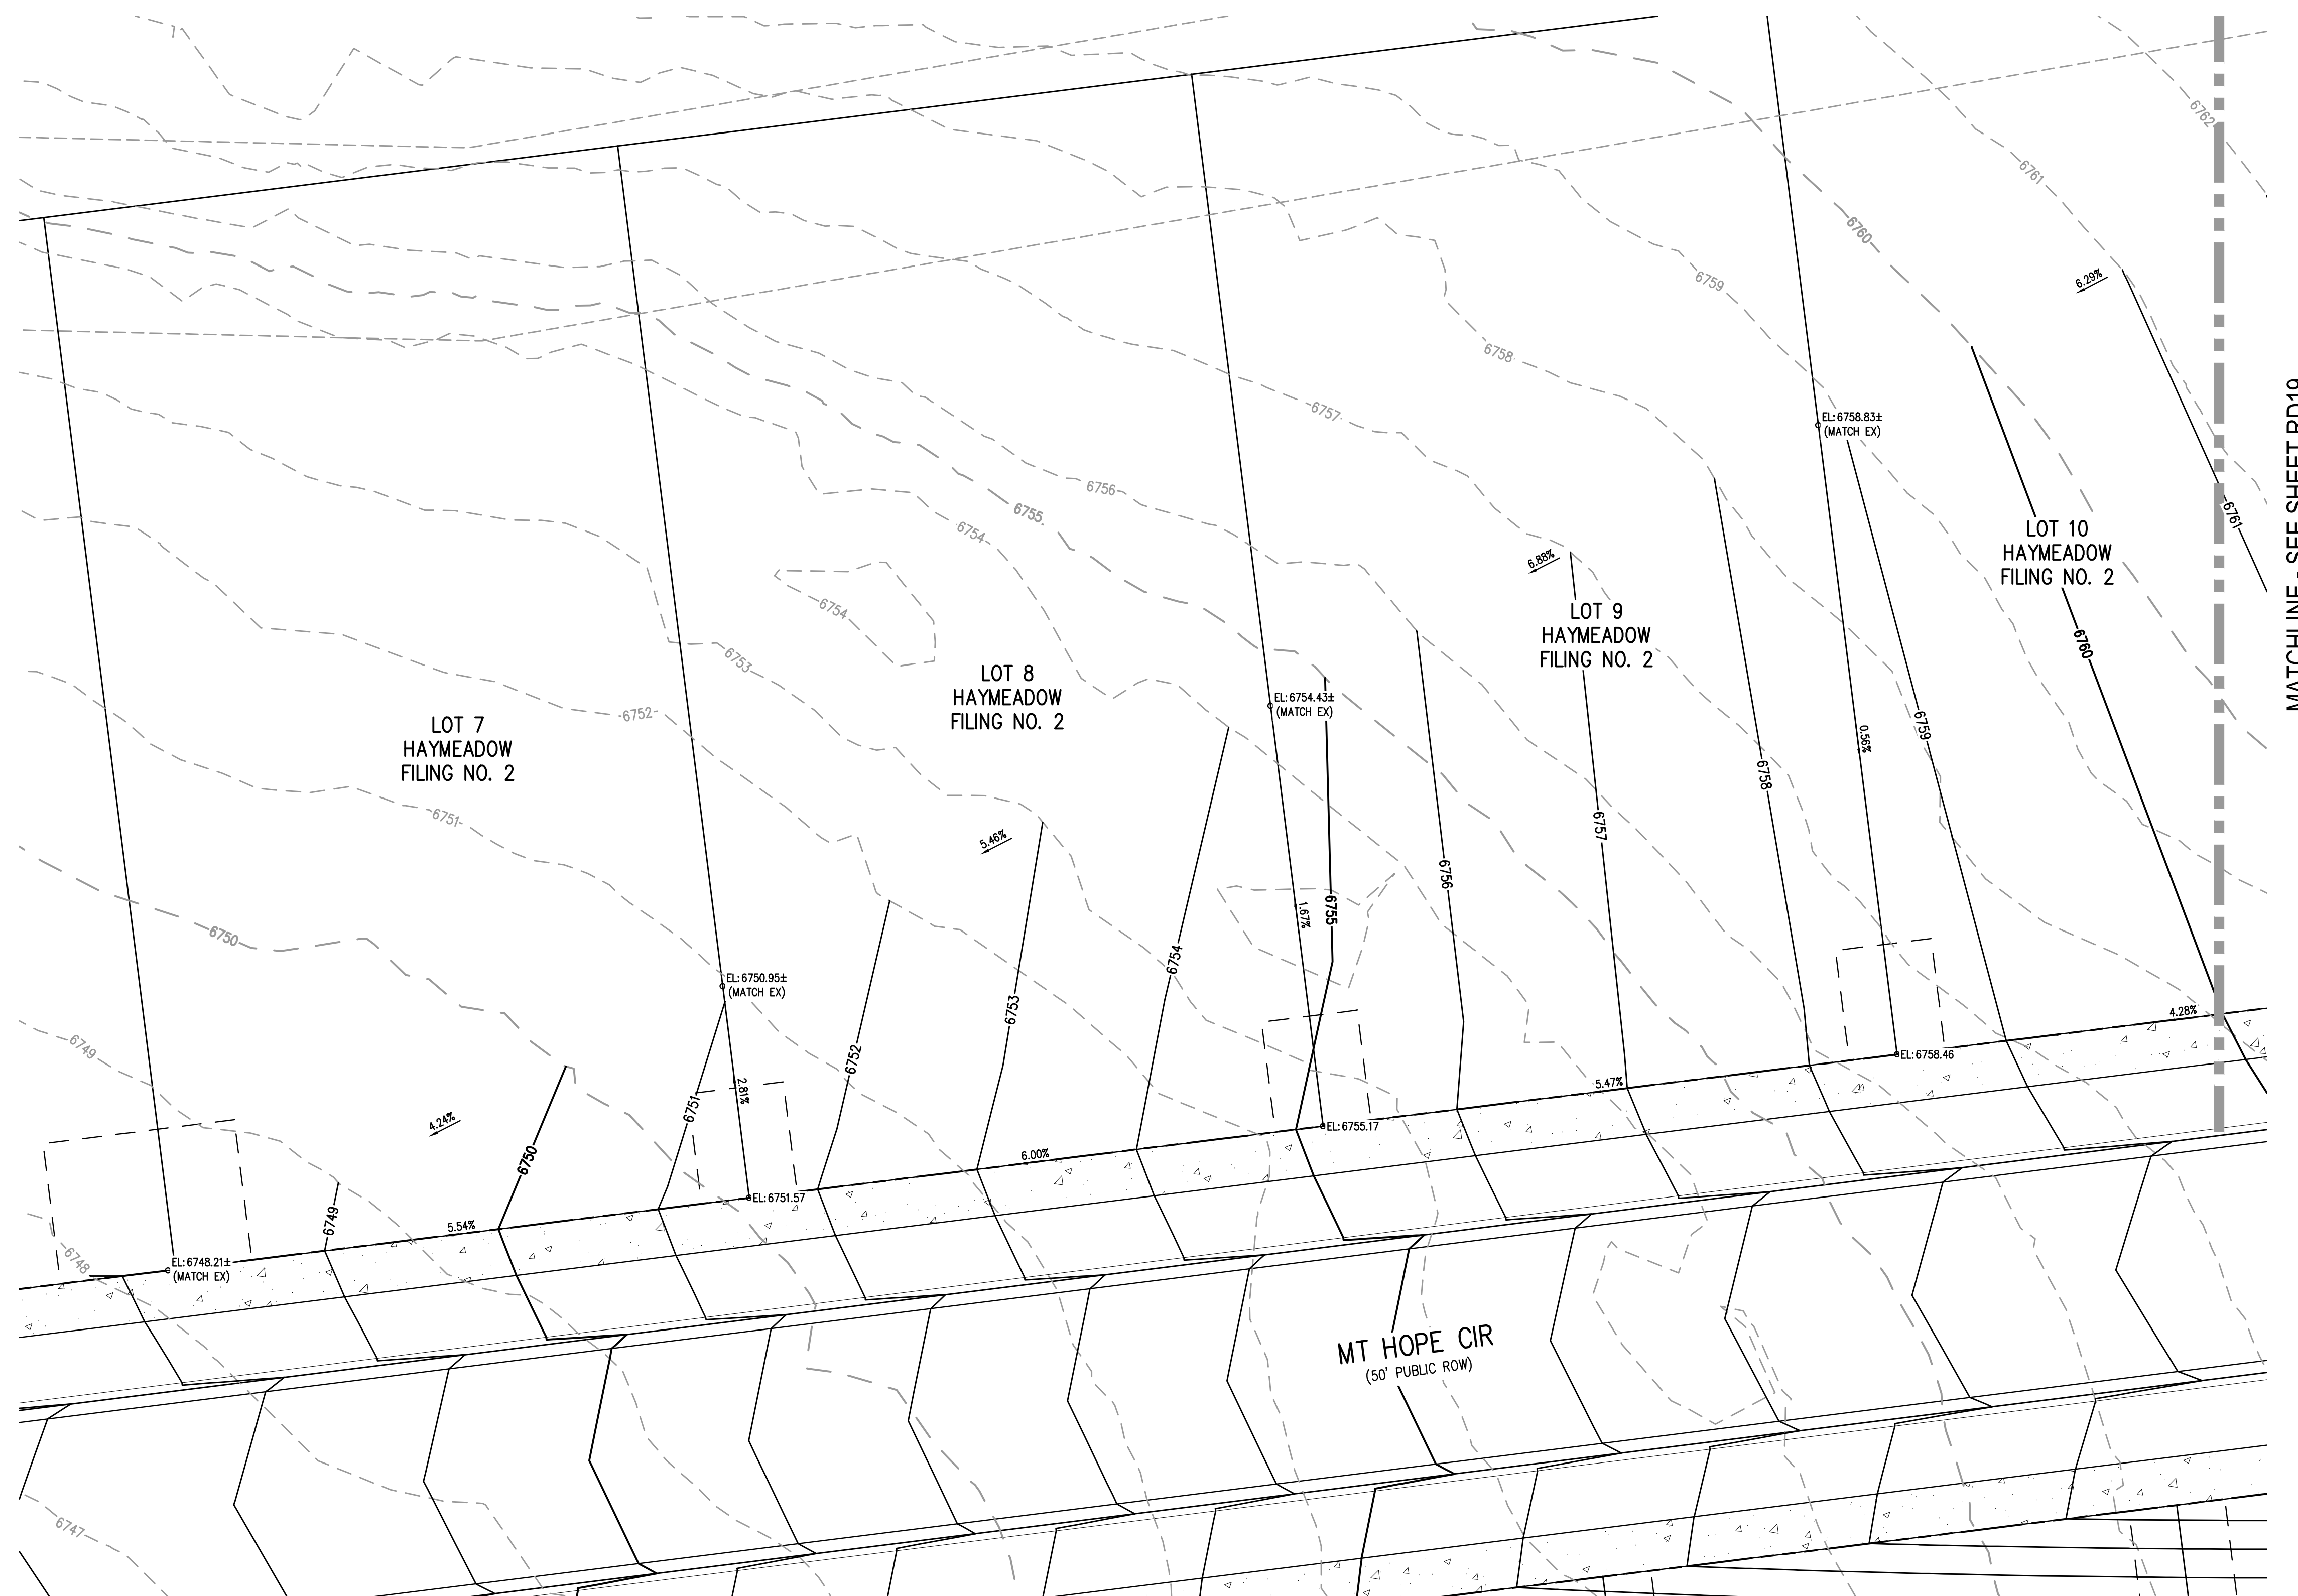 6762
6761
6760
6.29%
6759
6758
6757
EL:6758.83±
(MATCH EX)
6756
6755
6754
6761
LOT 10
HAYMEADOW
FILING NO. 2
6.88%
6754
LOT 9
HAYMEADOW
FILING NO. 2
6760
6753
LOT 8
HAYMEADOW
FILING NO. 2
EL:6754.43±
(MATCH EX)
6752
LOT 7
HAYMEADOW
FILING NO. 2
0.56%
6759
6758
6751
5.46%
6757
6756
1.67%
6755
6750
6754
EL:6750.95±
(MATCH EX)
6753
6749
6752
4.28%
EL:6758.46
5.47%
2.81%
6751
4.24%
EL:6755.17
6750
6.00%
EL:6751.57
6749
5.54%
6748
EL:6748.21±
(MATCH EX)
MT HOPE CIR
(50' PUBLIC ROW)
6747
MATCHLINE - SEE SHEET RD19